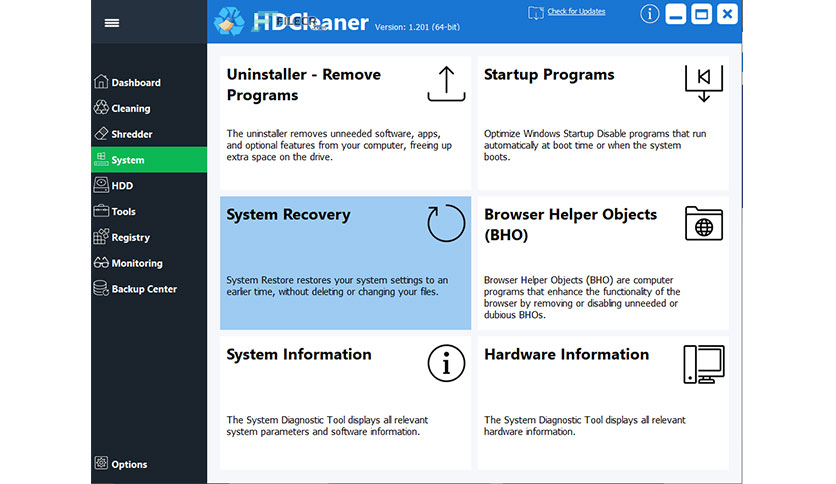 HDCleaner
Version: 1.201 (64-bit)
Check for Updates
Dashboard
Cleaning
Shredder
System
HDD
Tools
Registry
Monitoring
Backup Center
Options
Uninstaller - Remove
Programs
The uninstaller removes unneeded software, apps,
and optional features from your computer, freeing up
extra space on the drive.
Startup Programs
Optimize Windows Startup Disable programs that run
automatically at boot time or when the system
boots.
System Recovery
System Restore restores your system settings to an
earlier time, without deleting or changing your files.
Browser Helper Objects
(BHO)
Browser Helper Objects (BHO) are computer
programs that enhance the functionality of the
browser by removing or disabling unneeded or
dubious BHOs.
System Information
The System Diagnostic Tool displays all relevant
system parameters and software information.
Hardware Information
The System Diagnostic Tool displays all relevant
hardware information.